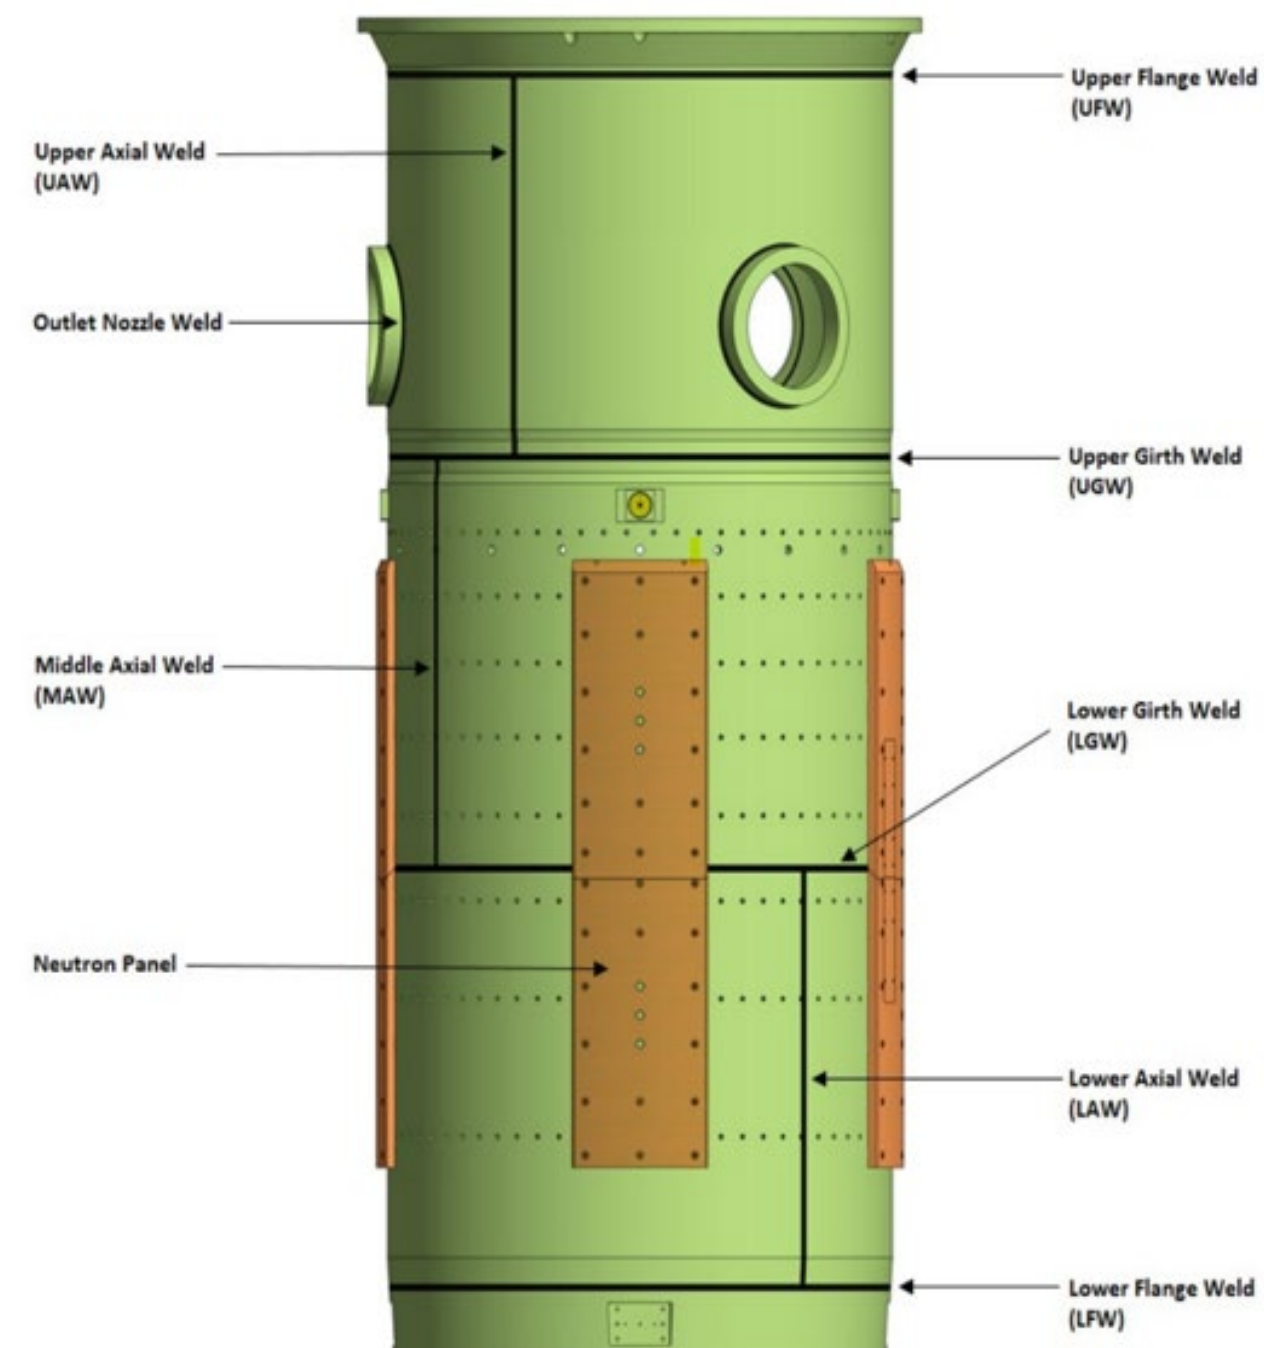 Upper Flange Weld
(UFW)
Upper Axial Weld
(UAW)
Outlet Nozzle Weld
Upper Girth Weld
(UGW)
Middle Axial Weld
(MAW)
Lower Girth Weld
(LGW)
Neutron Panel
Lower Axial Weld
(LAW)
Lower Flange Weld
(LFW)